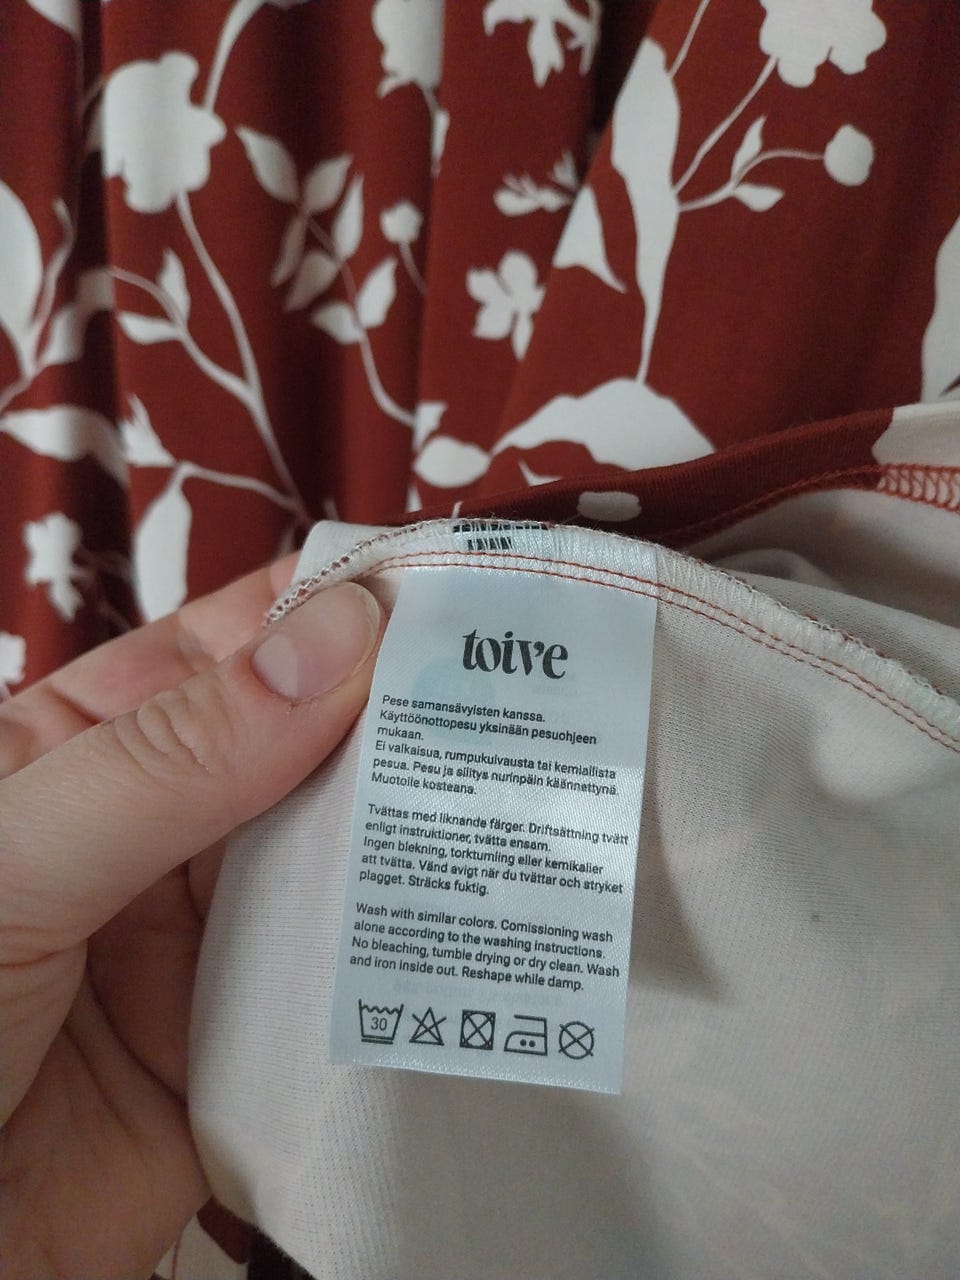 toive
Pese samansävyisten kanssa.
Käyttöönottopesu yksinään pesuohjeen
mukaan.
Ei valkaisua, rumpukuivausta tai kemiallista
pesua. Pesu ja silitys nurinpäin käännettynä.
Muotoile kosteana.
Tvättas med liknande färger. Driftsättning tvätt
enligt instruktioner, tvätta ensam.
Ingen blekning, torktumling eller kemikalier
att tvätta. Vänd avigt när du tvättar och stryket
plagget. Sträcks fuktig.
Wash with similar colors. Comissioning wash
alone according to the washing instructions.
No bleaching, tumble drying or dry clean. Wash
and iron inside out. Reshape while damp.
30